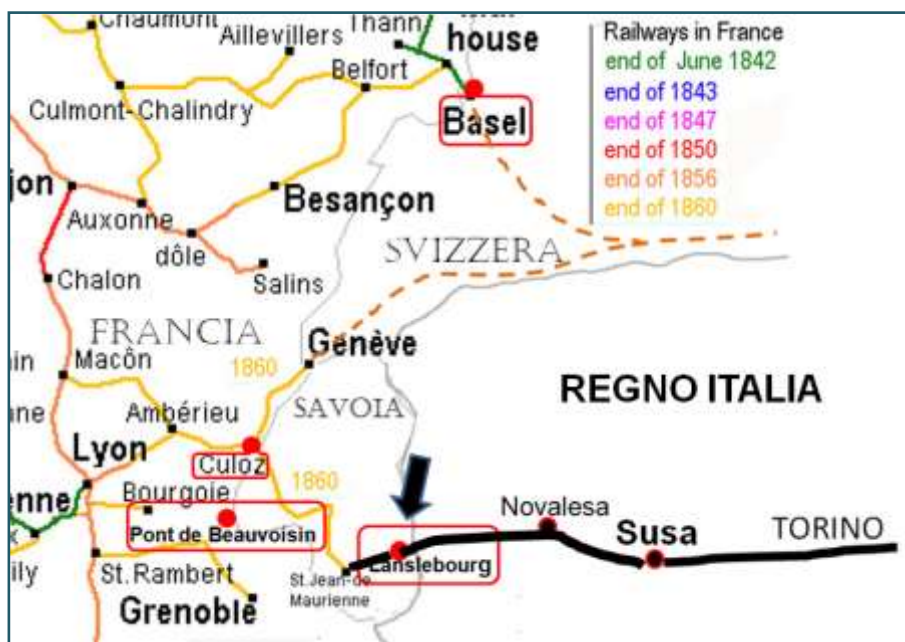 Chaumont
Aillevillers
Thann
house
Belfort
Culmont-Chalindry
Basel
Railways in France
end of June 1842
end of 1843
end of 1847
end of 1850
end of 1856
end of 1860
jon
Auxonne
Besançon
dôle
Salins
SVIZZERA
Chalon
FRANCIA
Genève
Macôn
1860
SAVOIA
REGNO ITALIA
Ambérieu
Lyon
Culoz
1860
enne
Bourgoie
Pont de Beauvoisin
Novalesa
Susa
TORINO
Lanslebourg
St.Jean-de
Maurienne
St.Rambert
Grenoble